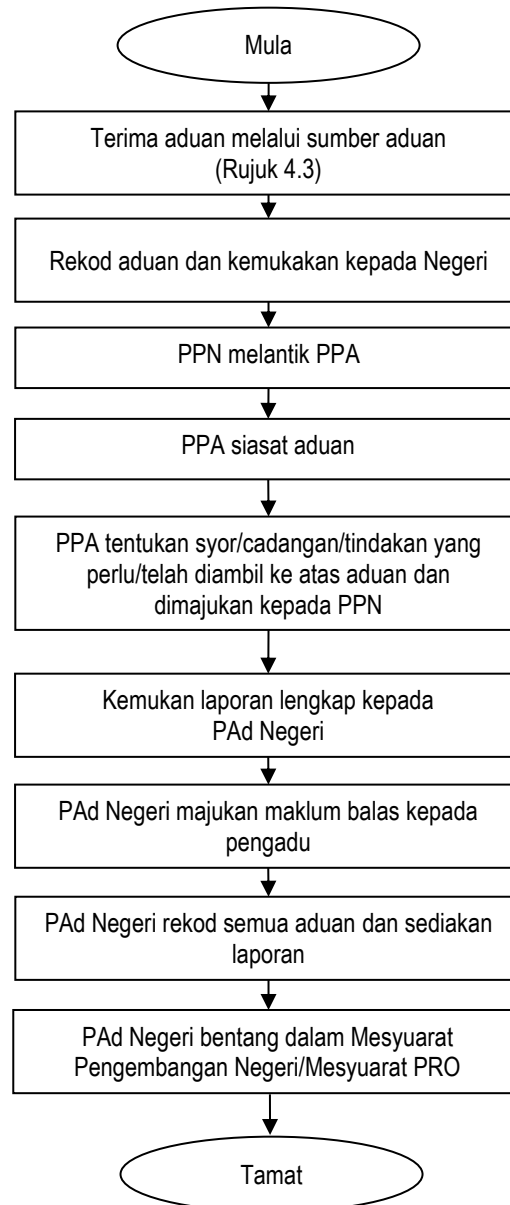 Mula
Terima aduan melalui sumber aduan
(Rujuk 4.3)
Rekod aduan dan kemukakan kepada Negeri
PPN melantik PPA
PPA siasat aduan
PPA tentukan syor/cadangan/tindakan yang
perlu/telah diambil ke atas aduan dan
dimajukan kepada PPN
Kemukan laporan lengkap kepada
PAd Negeri
PAd Negeri majukan maklum balas kepada
pengadu
PAd Negeri rekod semua aduan dan sediakan
laporan
PAd Negeri bentang dalam Mesyuarat
Pengembangan Negeri/Mesyuarat PRO
Tamat